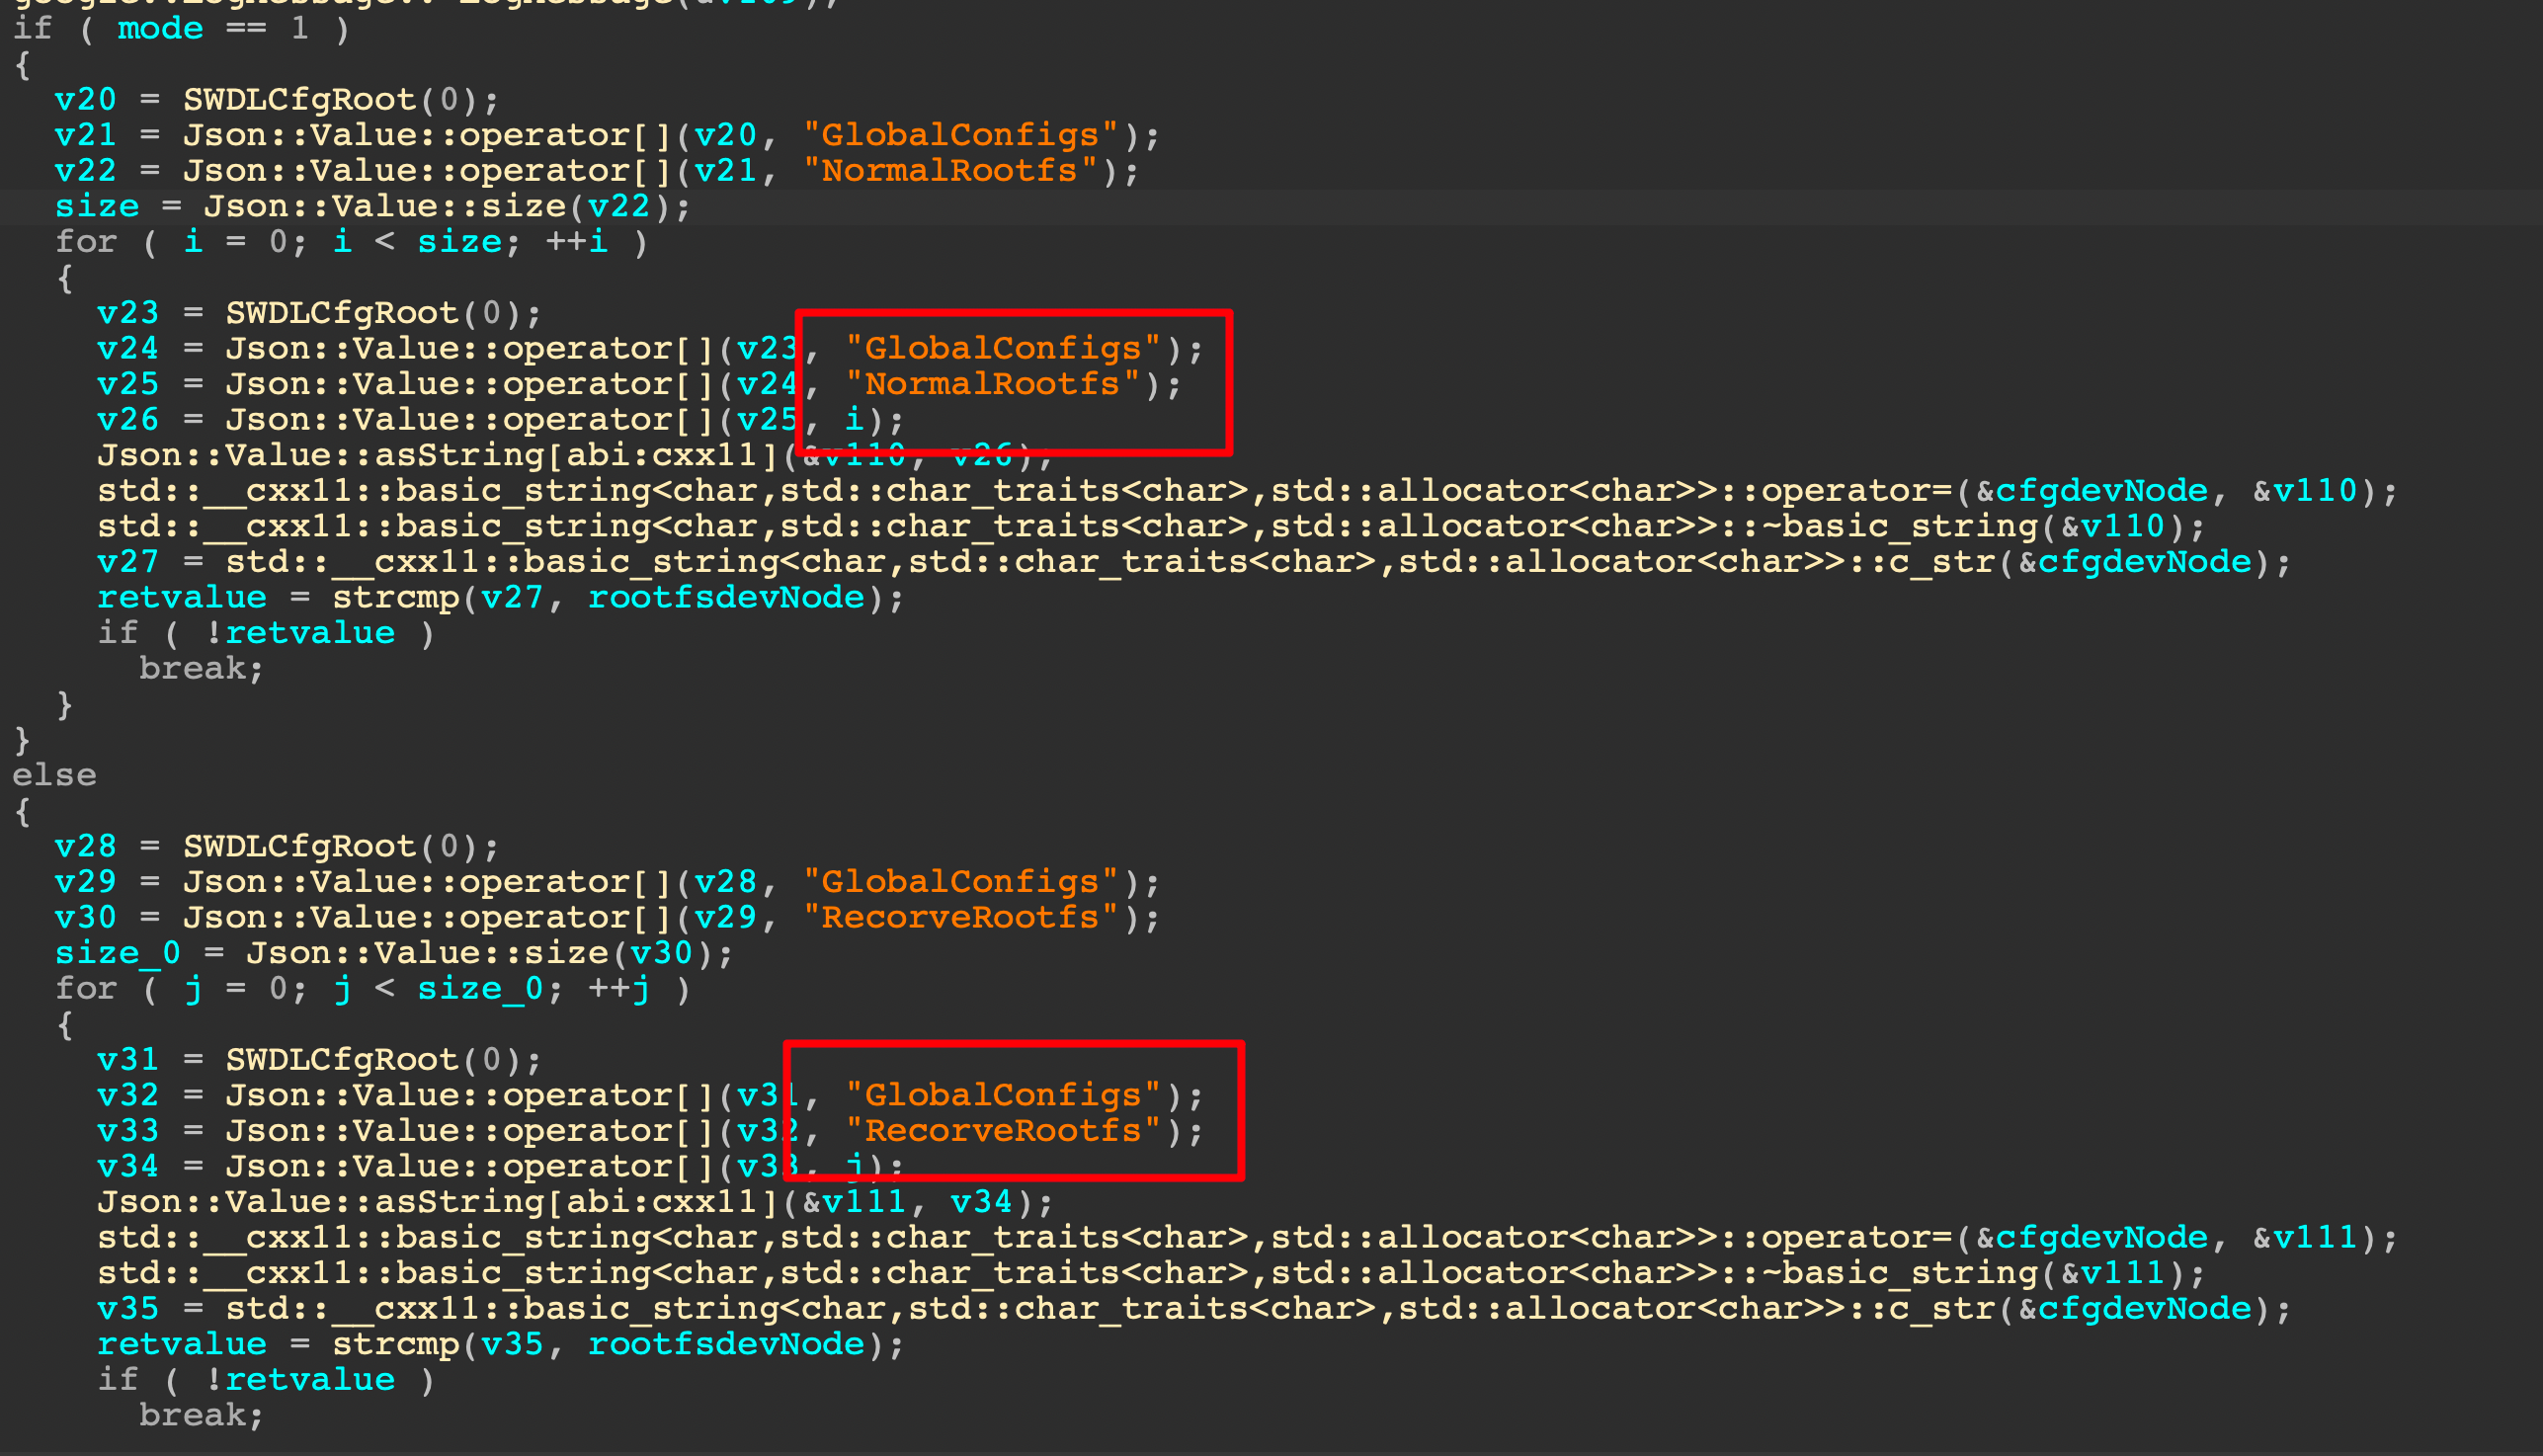 if ( mode == 1 )
{
v20 = SWDLCfgRoot(0);
v21 = Json::Value::operator[](v20, "GlobalConfigs");
v22 = Json::Value::operator[](v21, "NormalRootfs");
size = Json::Value::size(v22);
for ( i = 0; i < size; ++i )
{
v23 = SWDLCfgRoot(0);
v24 = Json::Value::operator[](v23, "GlobalConfigs");
v25 = Json::Value::operator[](v24, "NormalRootfs");
v26 = Json::Value::operator[](v25, i);
Json::Value::asString[abi:cxx11](&v110, v26);
std::__cxx11::basic_string<char,std::char_traits<char>,std::allocator<char>>::operator=(&cfgdevNode, &v110);
std::__cxx11::basic_string<char,std::char_traits<char>,std::allocator<char>>::~basic_string(&v110);
v27 = std::__cxx11::basic_string<char,std::char_traits<char>,std::allocator<char>>::c_str(&cfgdevNode);
retvalue = strcmp(v27, rootfsdevNode);
if ( !retvalue )
break;
}
}
else
{
v28 = SWDLCfgRoot(0);
v29 = Json::Value::operator[](v28, "GlobalConfigs");
v30 = Json::Value::operator[](v29, "RecorveRootfs");
size_0 = Json::Value::size(v30);
for ( j = 0; j < size_0; ++j )
{
v31 = SWDLCfgRoot(0);
v32 = Json::Value::operator[](v31, "GlobalConfigs");
v33 = Json::Value::operator[](v32, "RecorveRootfs");
v34 = Json::Value::operator[](v33, j);
Json::Value::asString[abi:cxx11](&v111, v34);
std::__cxx11::basic_string<char,std::char_traits<char>,std::allocator<char>>::operator=(&cfgdevNode, &v111);
std::__cxx11::basic_string<char,std::char_traits<char>,std::allocator<char>>::~basic_string(&v111);
v35 = std::__cxx11::basic_string<char,std::char_traits<char>,std::allocator<char>>::c_str(&cfgdevNode);
retvalue = strcmp(v35, rootfsdevNode);
if ( !retvalue )
break;